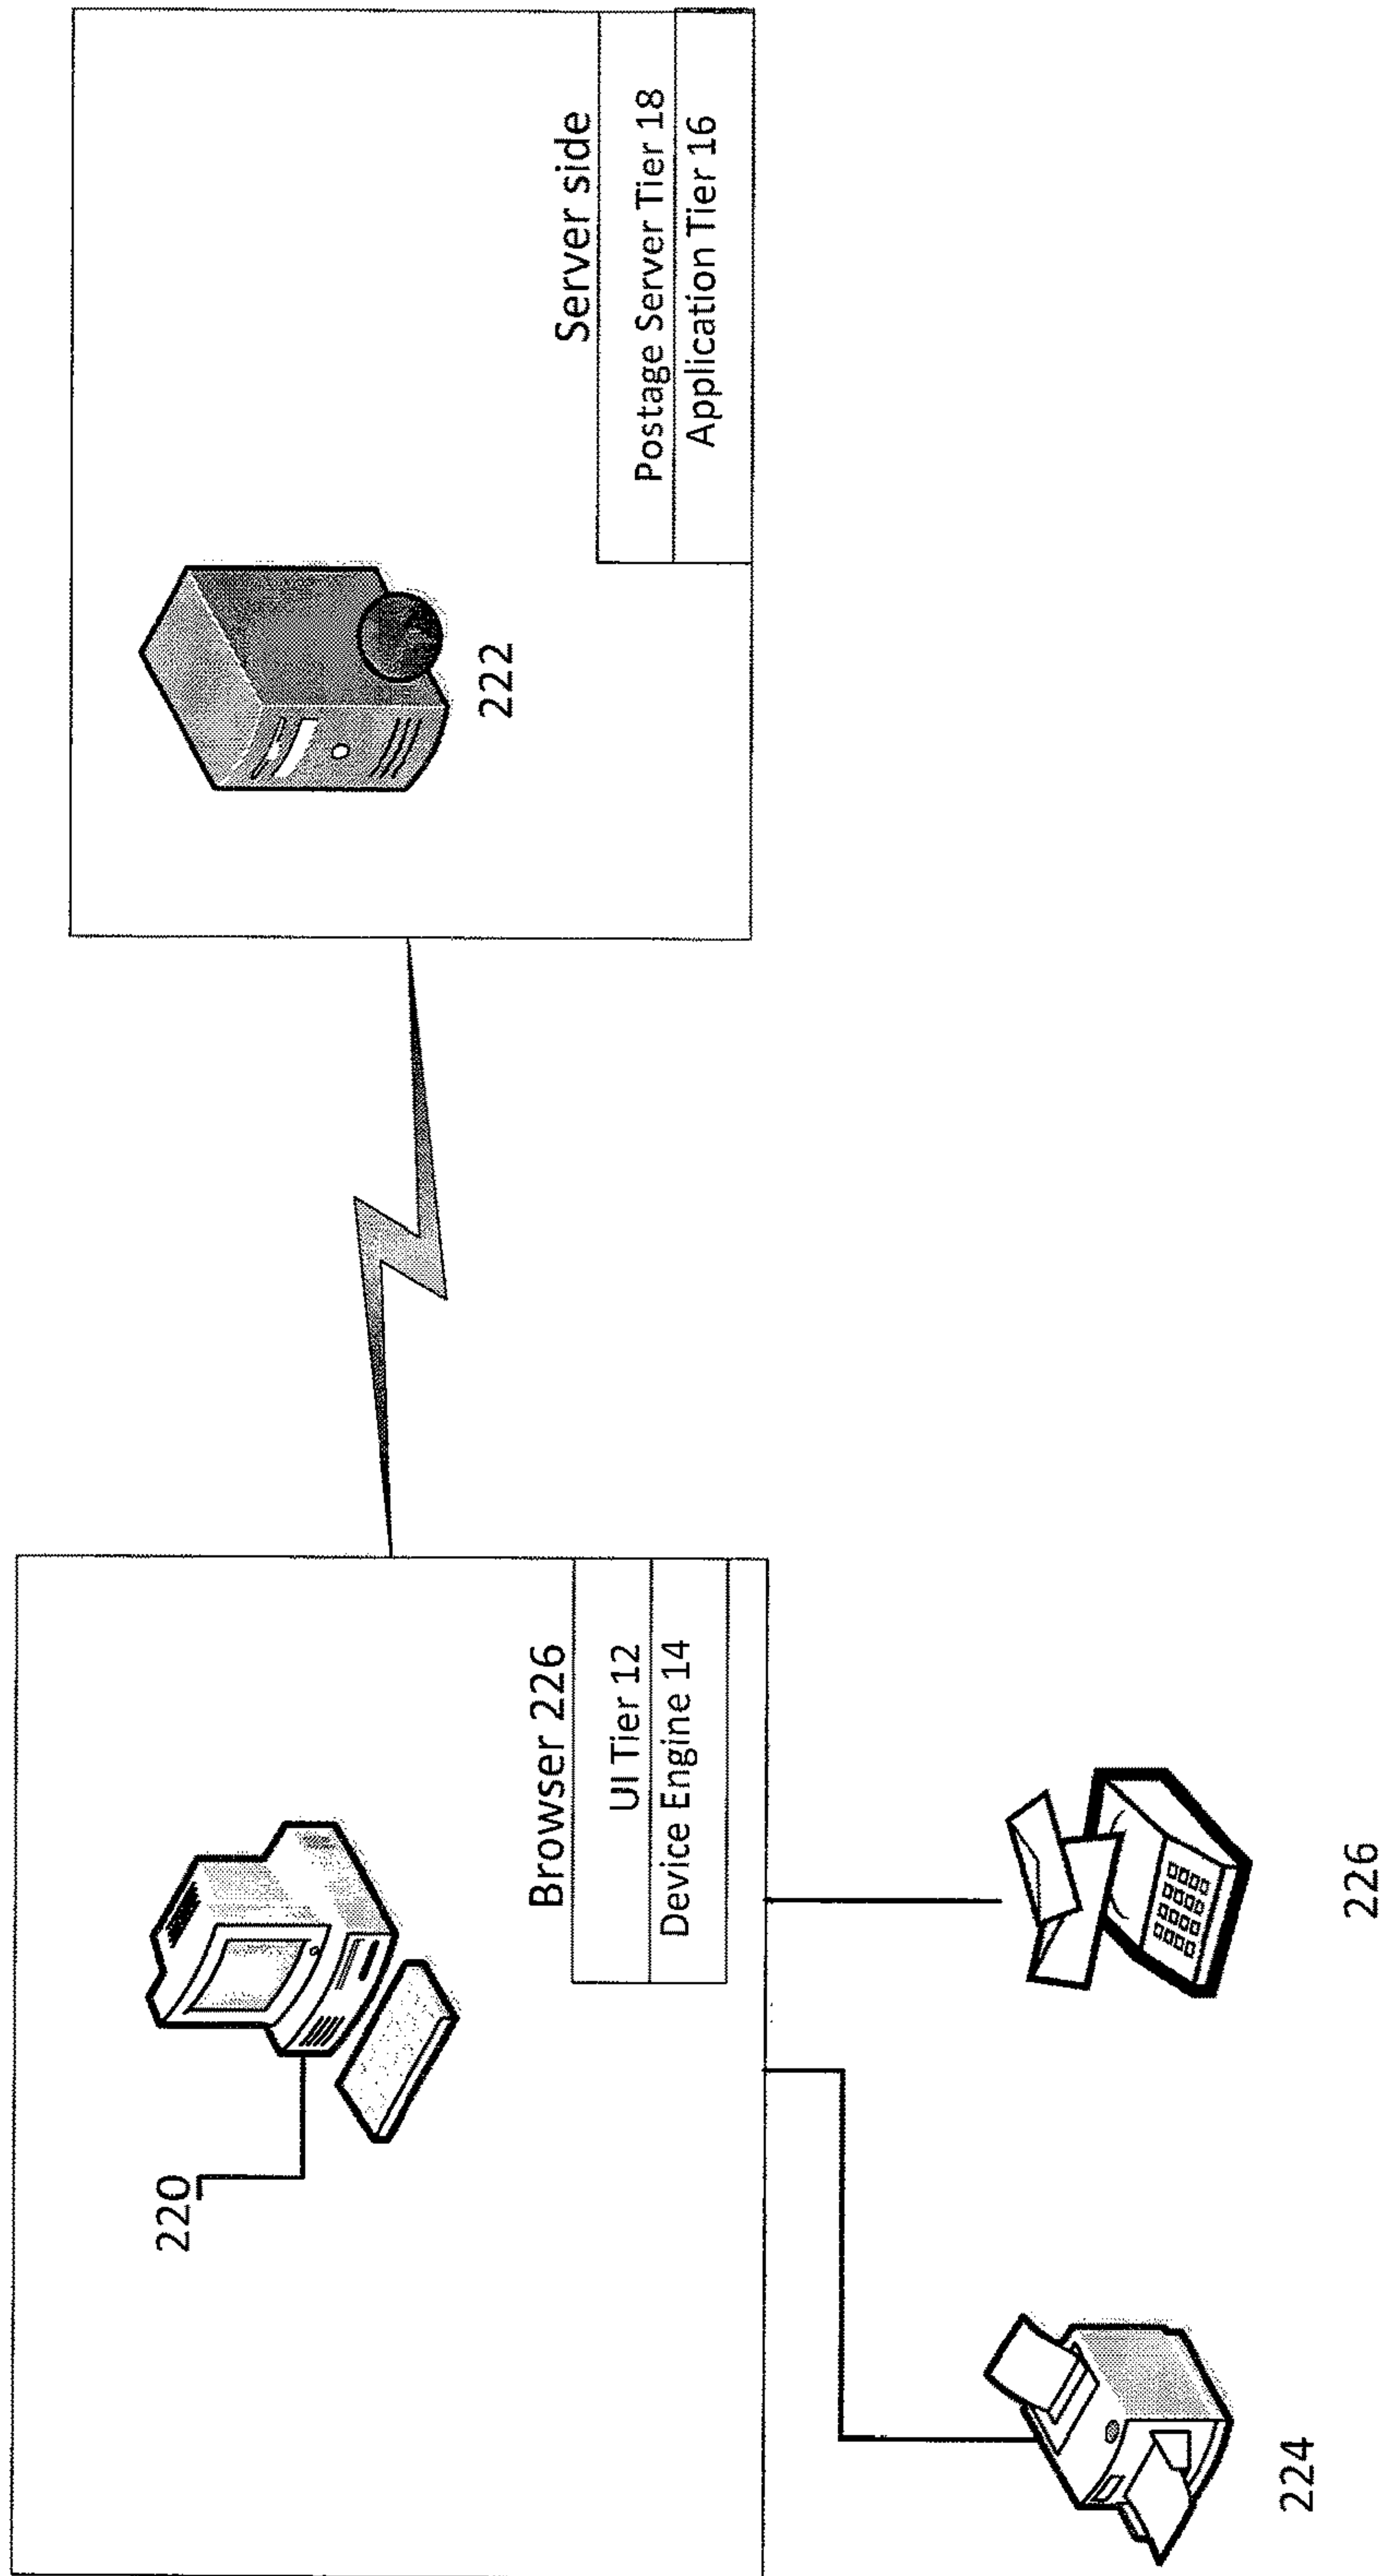 220
Browser 226
UI Tier 12
Device Engine 14
224
226
222
Server side
Postage Server Tier 18
Application Tier 16